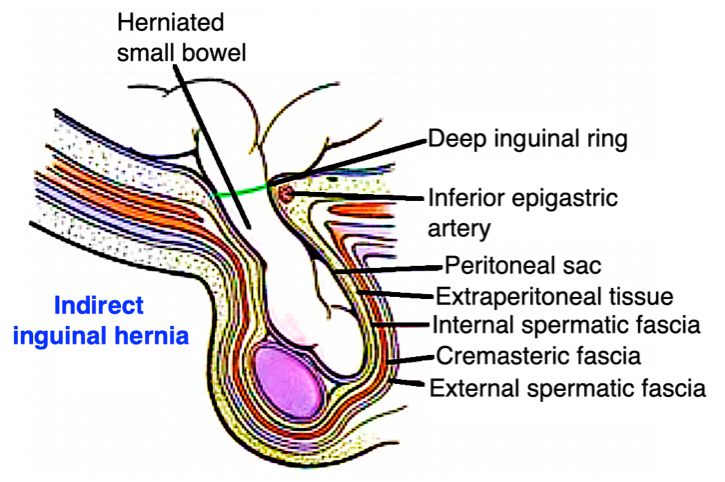 Herniated
small bowel
Deep inguinal ring
Inferior epigastric
artery
Peritoneal sac
Extraperitoneal tissue
Internal spermatic fascia
Cremasteric fascia
External spermatic fascia
Indirect
inguinal hernia